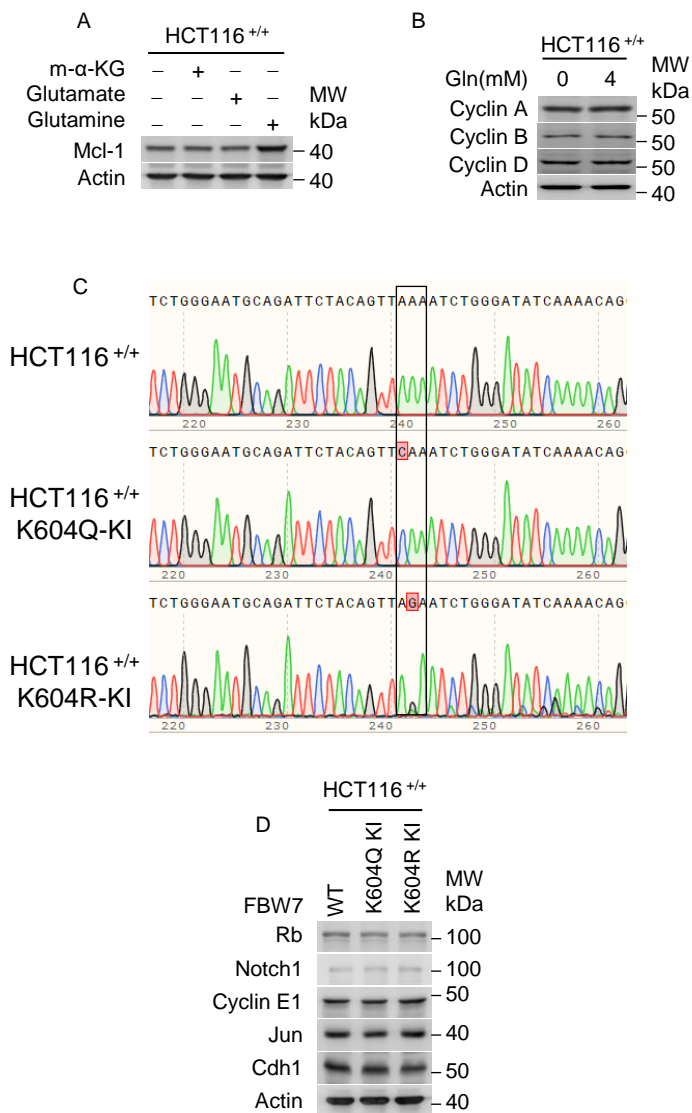 A
HCT116 +/+
m-α-KG – + – –
Glutamate – – + –
Glutamine – – – +
MW
kDa
Mcl-1 – 40
Actin – 40
B
HCT116 +/+
Gln(mM) 0 4
MW
kDa
Cyclin A – 50
Cyclin B – 50
Cyclin D – 50
Actin – 40
C
TCTGGGAATGCAGATTCTACAGTTAAAATCTGGGATATCAAAACAG
HCT116 +/+
220 230 240 250 260
TCTGGGAATGCAGATTCTACAGTTCAAATCTGGGATATCAAAACAG
HCT116 +/+
K604Q-KI
220 230 240 250 260
TCTGGGAATGCAGATTCTACAGTTAGAATCTGGGATATCAAAACAG
HCT116 +/+
K604R-KI
220 230 240 250 260
D
HCT116 +/+
FBW7 WT K604Q KI K604R KI
MW
kDa
Rb – 100
Notch1 – 100
Cyclin E1 – 50
Jun – 40
Cdh1 – 50
Actin – 40